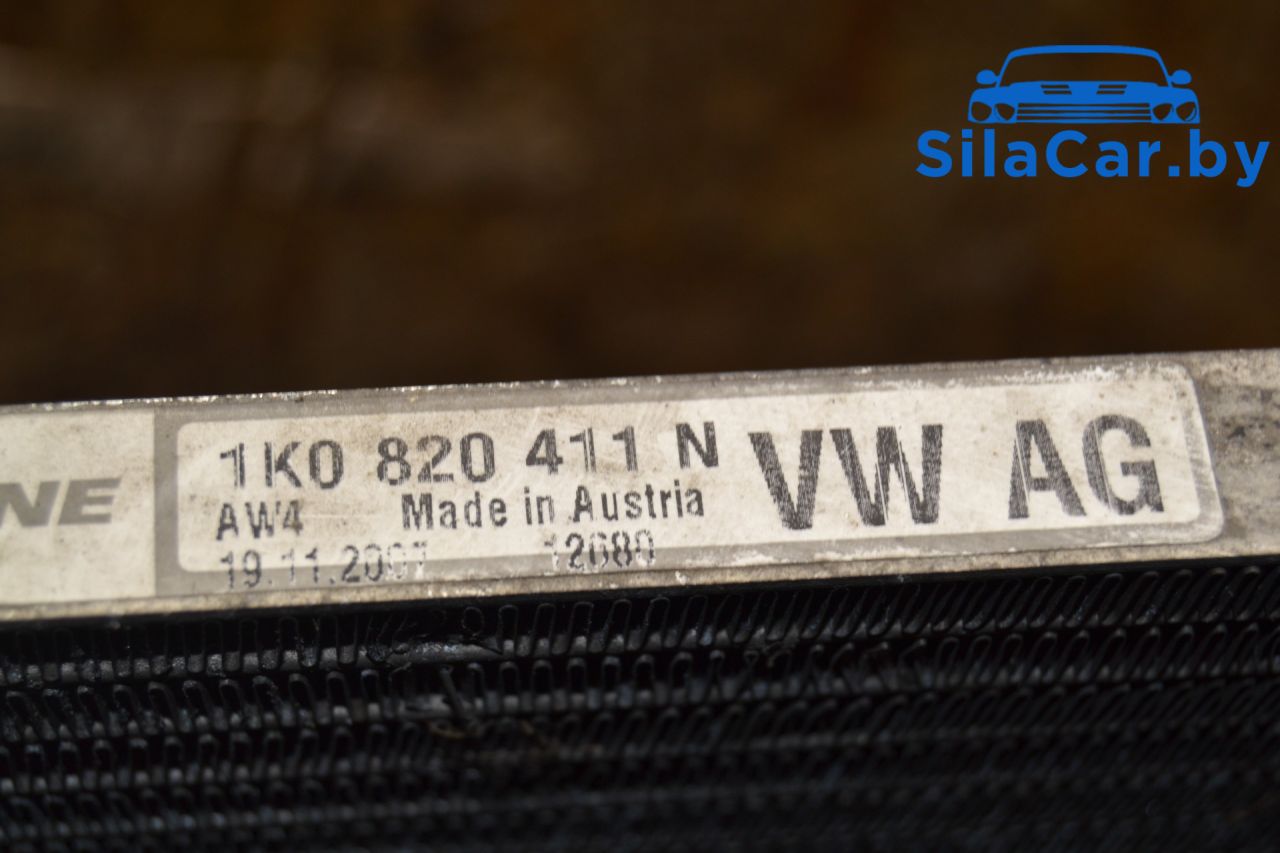 SilaCar.by
NE
1K0 820 411 N
VW AG
AW4 Made in Austria
19.11.2007 12680